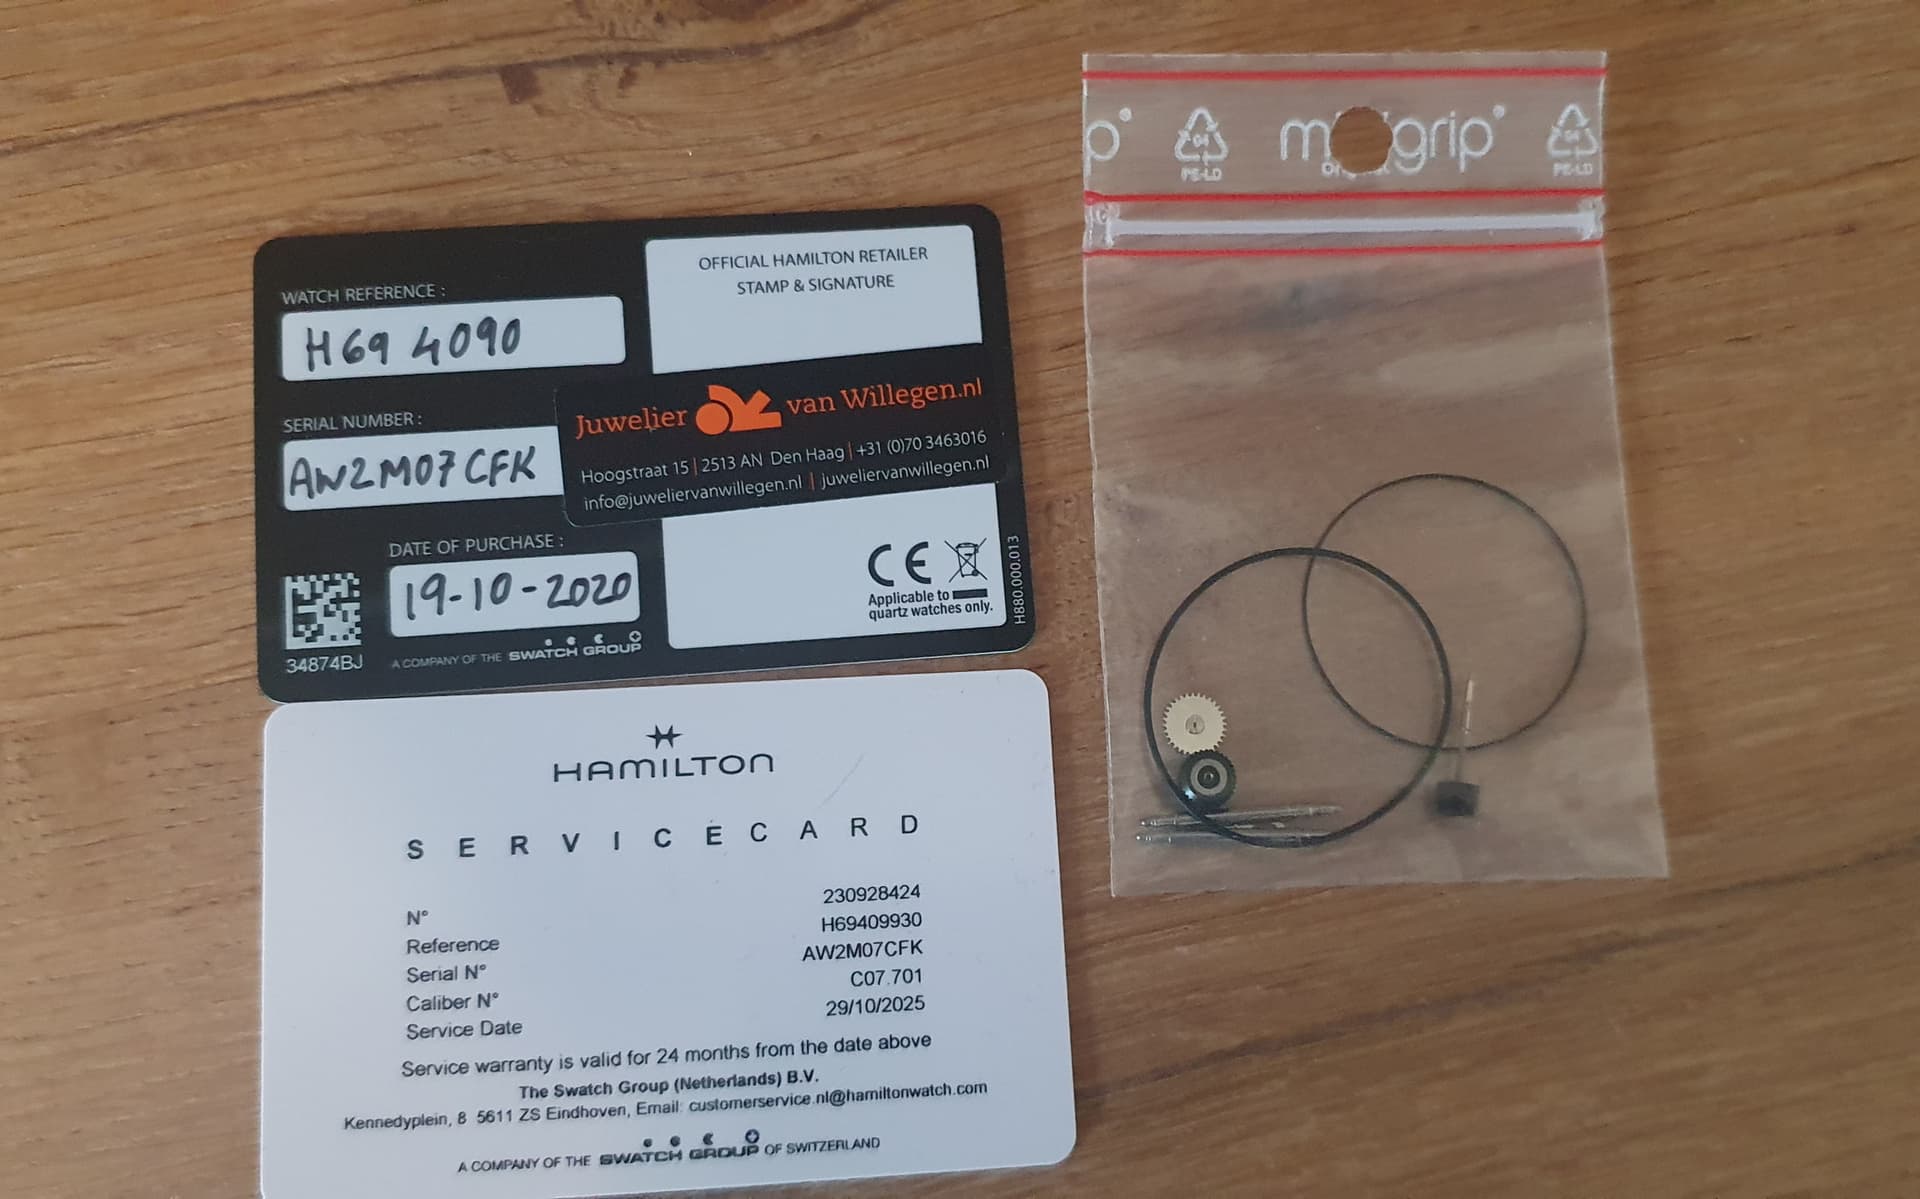 WATCH REFERENCE :
H69 4090
SERIAL NUMBER :
AW2M07CFK
DATE OF PURCHASE :
19-10-2020
34874BJ
A COMPANY OF THE SWATCH GROUP
OFFICIAL HAMILTON RETAILER
STAMP & SIGNATURE
Juwelier van Willegen.nl
Hoogstraat 15 | 2513 AN Den Haag | +31 (0)70 3463016
info@juweliervanwillegen.nl | juweliervanwillegen.nl
CE
Applicable to
quartz watches only.
H880.000.013
HAMILTON
SERVICECARD
N° 230928424
Reference H69409930
Serial N° AW2M07CFK
Caliber N° C07.701
Service Date 29/10/2025
Service warranty is valid for 24 months from the date above
The Swatch Group (Netherlands) B.V.
Kennedyplein, 8 5611 ZS Eindhoven, Email: customerservice.nl@hamiltonwatch.com
A COMPANY OF THE SWATCH GROUP OF SWITZERLAND
p
04
PE-LD
grip
04
PE-LD